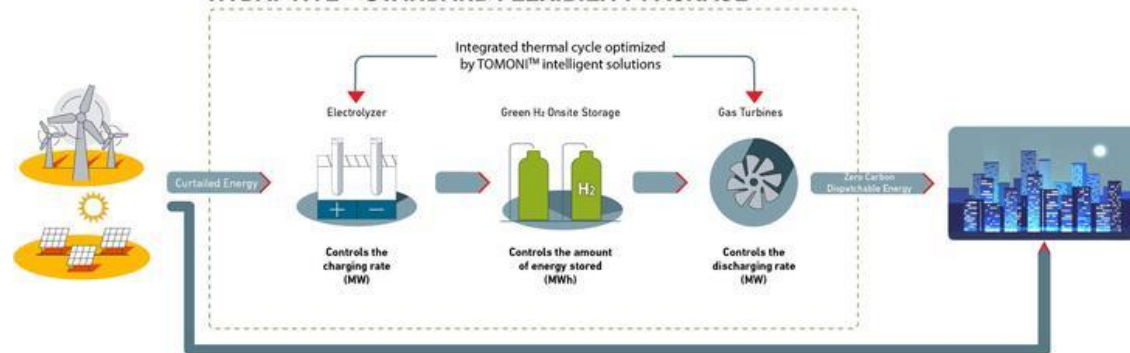 Integrated thermal cycle optimized
by TOMONI™ intelligent solutions
Electrolyzer
Green H₂ Onsite Storage
Gas Turbines
Curtailed Energy
+ −
H₂
Zero Carbon
Dispatchable Energy
Controls the
charging rate
(MW)
Controls the amount
of energy stored
(MWh)
Controls the
discharging rate
(MW)